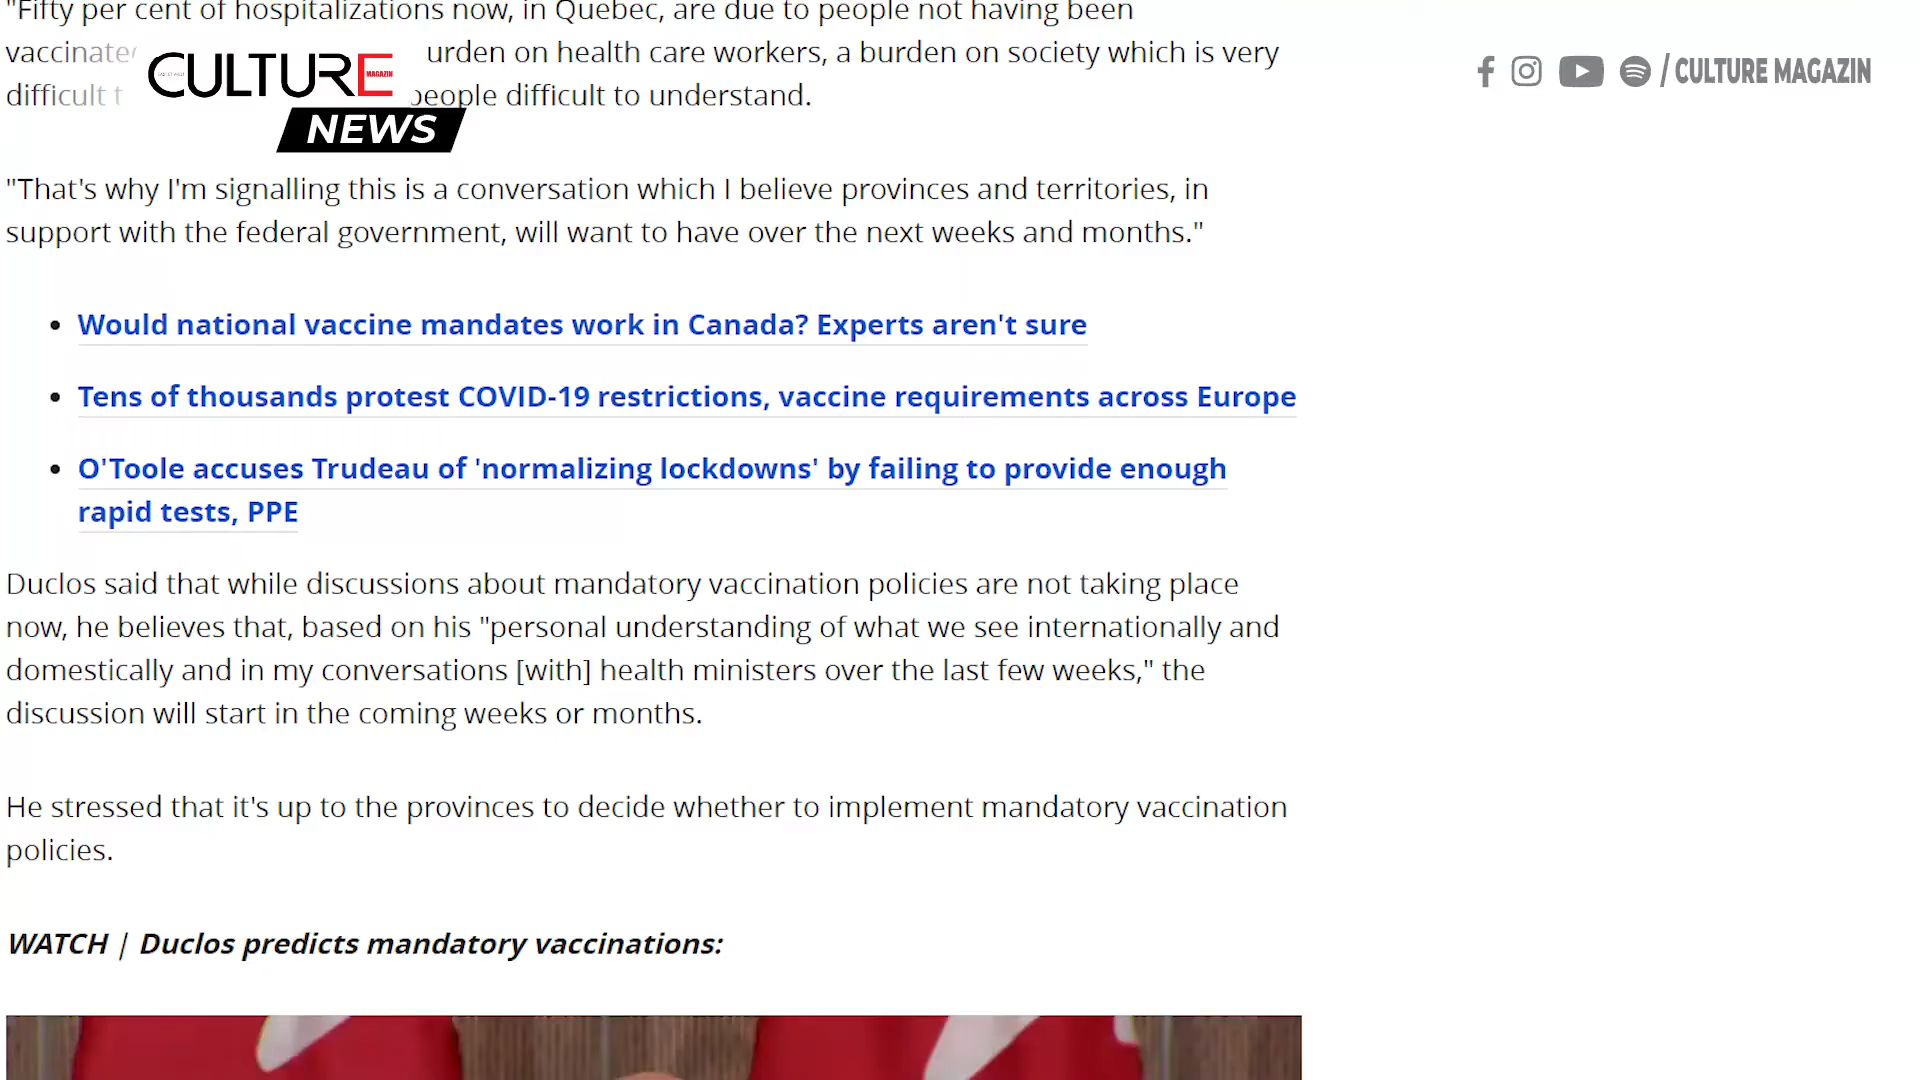 "Fifty per cent of hospitalizations now, in Quebec, are due to people not having been
vaccinated urden on health care workers, a burden on society which is very
difficult t people difficult to understand.
CULTURE
MAGAZIN
NEWS
/ CULTURE MAGAZIN
"That's why I'm signalling this is a conversation which I believe provinces and territories, in
support with the federal government, will want to have over the next weeks and months."
• Would national vaccine mandates work in Canada? Experts aren't sure
• Tens of thousands protest COVID-19 restrictions, vaccine requirements across Europe
• O'Toole accuses Trudeau of 'normalizing lockdowns' by failing to provide enough
rapid tests, PPE
Duclos said that while discussions about mandatory vaccination policies are not taking place
now, he believes that, based on his "personal understanding of what we see internationally and
domestically and in my conversations [with] health ministers over the last few weeks," the
discussion will start in the coming weeks or months.
He stressed that it's up to the provinces to decide whether to implement mandatory vaccination
policies.
WATCH | Duclos predicts mandatory vaccinations: